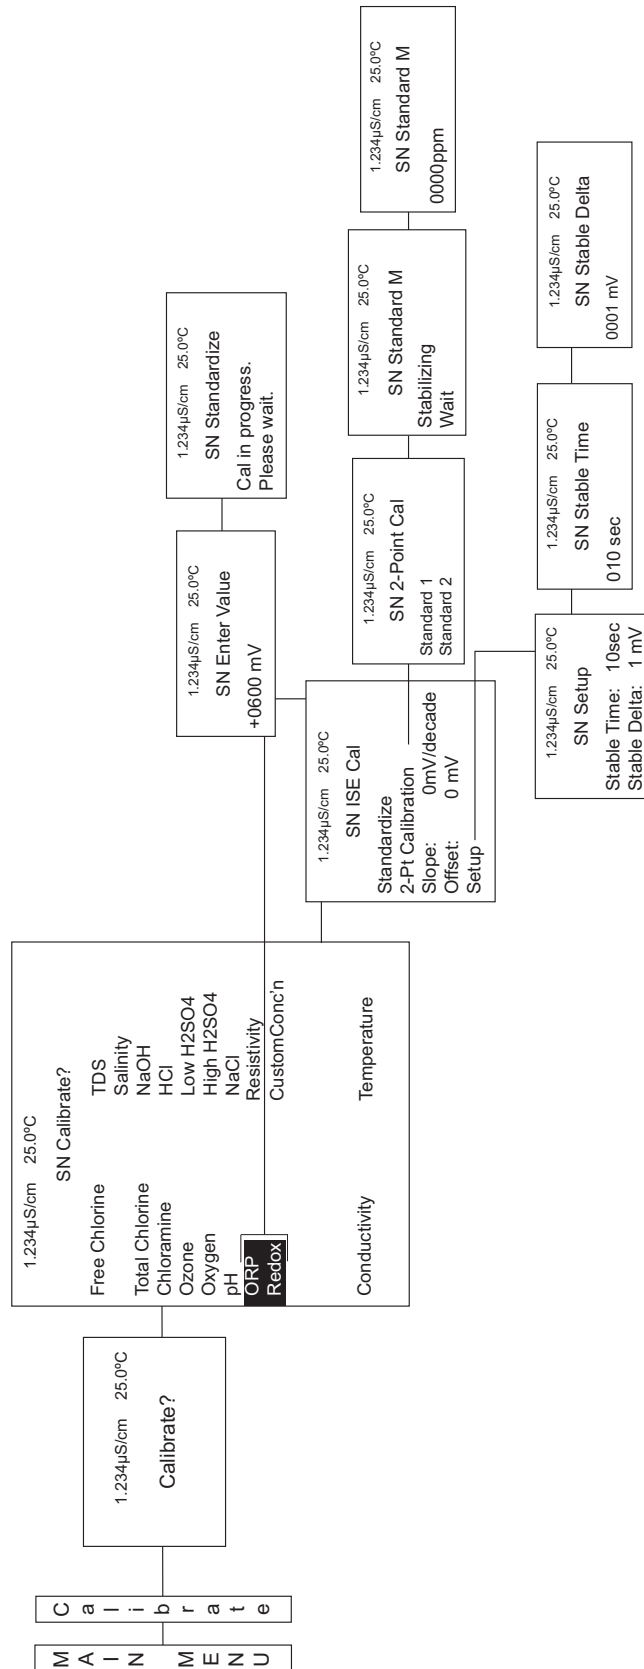 MAIN MENU
Calibrate
1.234µS/cm 25.0ºC
Calibrate?
1.234µS/cm 25.0ºC
SN Calibrate?
Free Chlorine TDS
Salinity
Total Chlorine NaOH
Chloramine HCl
Ozone Low H2SO4
Oxygen High H2SO4
pH NaCl
ORP Resistivity
Redox CustomConc'n
Conductivity Temperature
1.234µS/cm 25.0ºC
SN Enter Value
+0600 mV
1.234µS/cm 25.0ºC
SN Standardize
Cal in progress.
Please wait.
1.234µS/cm 25.0ºC
SN ISE Cal
Standardize
2-Pt Calibration
Slope: 0mV/decade
Offset: 0 mV
Setup
1.234µS/cm 25.0ºC
SN 2-Point Cal
Standard 1
Standard 2
1.234µS/cm 25.0ºC
SN Standard M
Stabilizing
Wait
1.234µS/cm 25.0ºC
SN Standard M
0000ppm
1.234µS/cm 25.0ºC
SN Setup
Stable Time: 10sec
Stable Delta: 1 mV
1.234µS/cm 25.0ºC
SN Stable Time
010 sec
1.234µS/cm 25.0ºC
SN Stable Delta
0001 mV